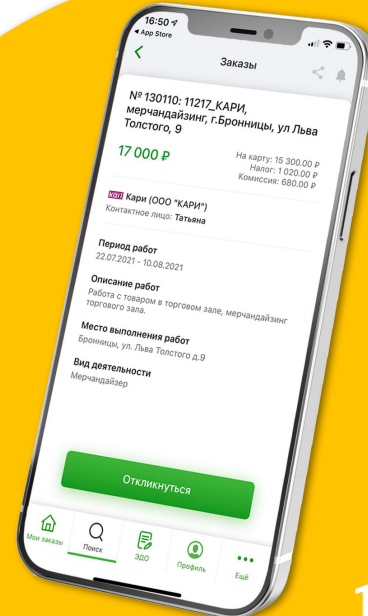 16:50
App Store
Заказы
№ 130110: 11217_КАРИ,
мерчандайзинг, г.Бронницы, ул Льва
Толстого, 9
17 000 ₽
На карту: 15 300.00 ₽
Налог: 1 020.00 ₽
Комиссия: 680.00 ₽
kari Кари (ООО "КАРИ")
Контактное лицо: Татьяна
Период работ
22.07.2021 - 10.08.2021
Описание работ
Работа с товаром в торговом зале, мерчандайзинг
торгового зала.
Место выполнения работ
Бронницы, ул. Льва Толстого д.9
Вид деятельности
Мерчандайзер
Откликнуться
Мои заказы
Поиск
ЭДО
Профиль
Ещё